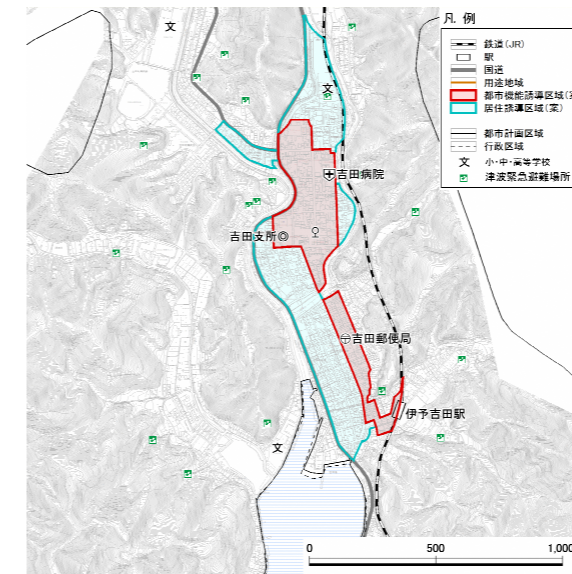 凡 例
鉄道(JR)
駅
国道
用途地域
都市機能誘導区域(案
居住誘導区域(案)
都市計画区域
行政区域
文 小・中・高等学校
津波緊急避難場所
文
文
吉田病院
吉田支所◎
〒吉田郵便局
伊予吉田駅
文
0 500 1,000